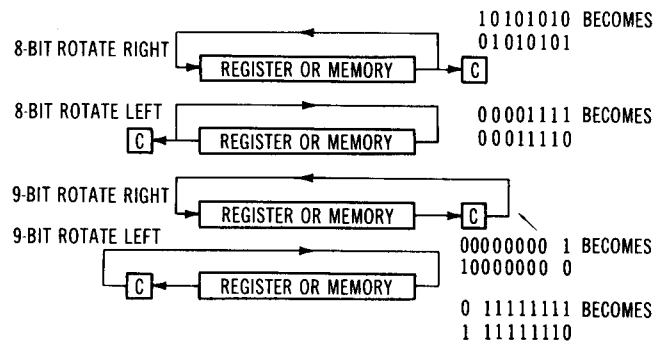 10101010 BECOMES
01010101
8-BIT ROTATE RIGHT
REGISTER OR MEMORY
C
8-BIT ROTATE LEFT
C
REGISTER OR MEMORY
00001111 BECOMES
00011110
9-BIT ROTATE RIGHT
REGISTER OR MEMORY
C
9-BIT ROTATE LEFT
00000000 1 BECOMES
10000000 0
C
REGISTER OR MEMORY
0 11111111 BECOMES
1 11111110